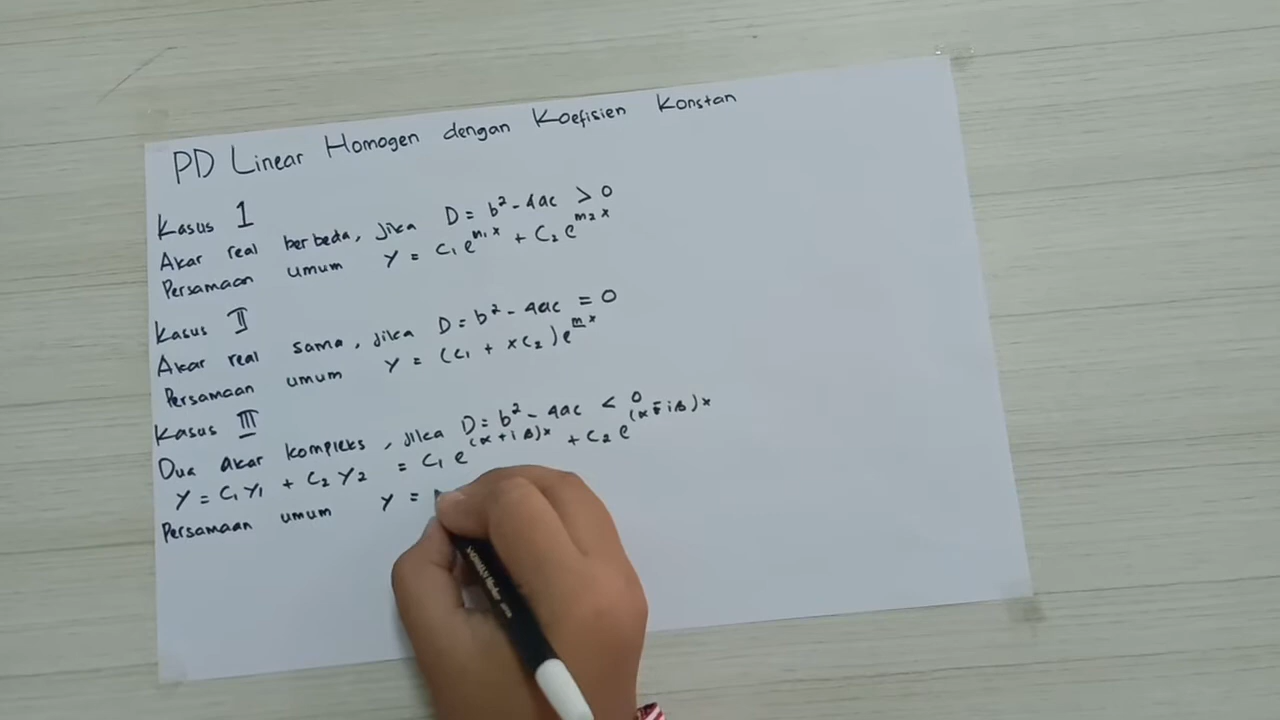 PD Linear Homogen dengan Koefisien Konstan
Kasus I
Akar real berbeda, Jika D = b² - 4ac > 0
Persamaan umum y = c₁e^m₁x + c₂e^m₂x
Kasus II
Akar real sama, Jika D = b² - 4ac = 0
Persamaan umum y = (c₁ + xc₂)e^mx
Kasus III
Dua Akar kompleks, Jika D = b² - 4ac < 0
y = c₁y₁ + c₂y₂ = c₁e^(α+iβ)x + c₂e^(α-iβ)x
Persamaan umum y =